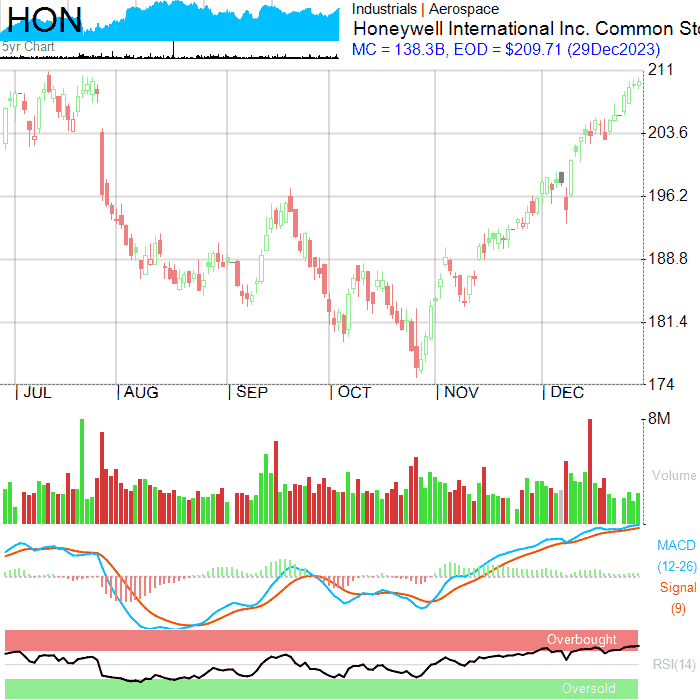 HON
5yr Chart
Industrials | Aerospace
Honeywell International Inc. Common Sto
MC = 138.3B, EOD = $209.71 (29Dec2023)
211
203.6
196.2
188.8
181.4
174
| JUL | AUG | SEP | OCT | NOV | DEC
8M
Volume
MACD
(12-26)
Signal
(9)
Overbought
RSI(14)
Oversold